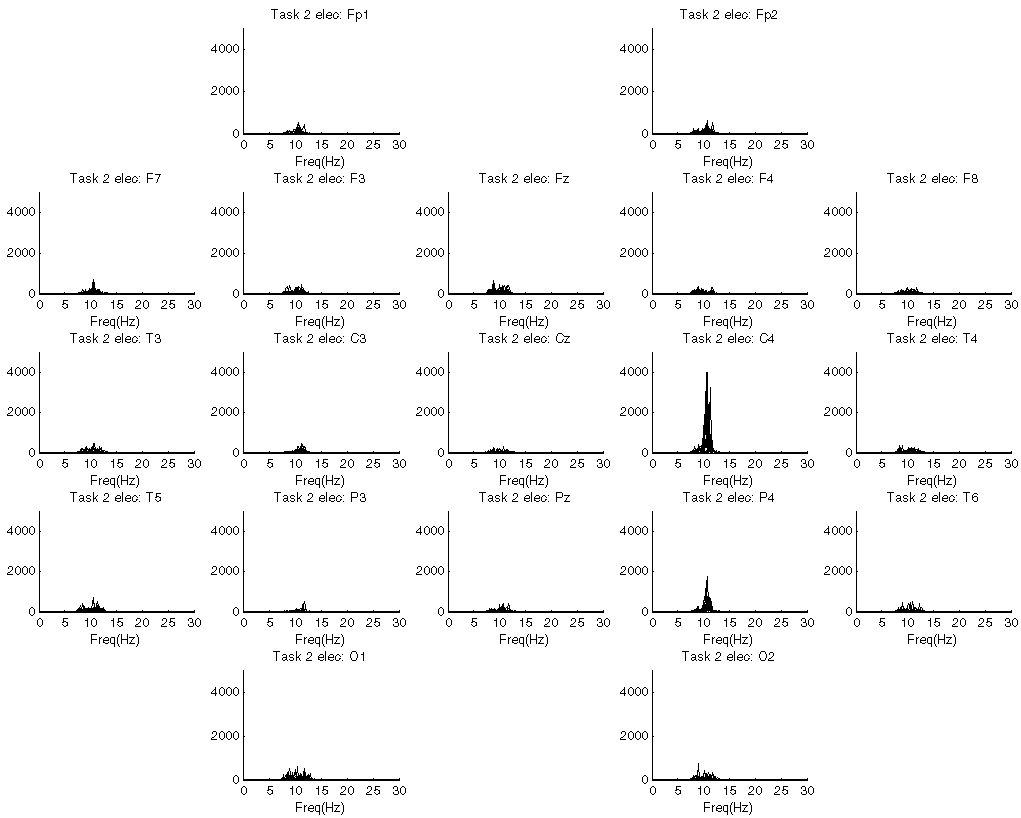 Task 2 elec: Fp1 Task 2 elec: Fp2
4000 4000
2000 2000
0 0
0 5 10 15 20 25 30 0 5 10 15 20 25 30
Freq(Hz) Freq(Hz)
Task 2 elec: F7 Task 2 elec: F3 Task 2 elec: Fz Task 2 elec: F4 Task 2 elec: F8
4000 4000 4000 4000 4000
2000 2000 2000 2000 2000
0 0 0 0 0
0 5 10 15 20 25 30 0 5 10 15 20 25 30 0 5 10 15 20 25 30 0 5 10 15 20 25 30 0 5 10 15 20 25 30
Freq(Hz) Freq(Hz) Freq(Hz) Freq(Hz) Freq(Hz)
Task 2 elec: T3 Task 2 elec: C3 Task 2 elec: Cz Task 2 elec: C4 Task 2 elec: T4
4000 4000 4000 4000 4000
2000 2000 2000 2000 2000
0 0 0 0 0
0 5 10 15 20 25 30 0 5 10 15 20 25 30 0 5 10 15 20 25 30 0 5 10 15 20 25 30 0 5 10 15 20 25 30
Freq(Hz) Freq(Hz) Freq(Hz) Freq(Hz) Freq(Hz)
Task 2 elec: T5 Task 2 elec: P3 Task 2 elec: Pz Task 2 elec: P4 Task 2 elec: T6
4000 4000 4000 4000 4000
2000 2000 2000 2000 2000
0 0 0 0 0
0 5 10 15 20 25 30 0 5 10 15 20 25 30 0 5 10 15 20 25 30 0 5 10 15 20 25 30 0 5 10 15 20 25 30
Freq(Hz) Freq(Hz) Freq(Hz) Freq(Hz) Freq(Hz)
Task 2 elec: O1 Task 2 elec: O2
4000 4000
2000 2000
0 0
0 5 10 15 20 25 30 0 5 10 15 20 25 30
Freq(Hz) Freq(Hz)